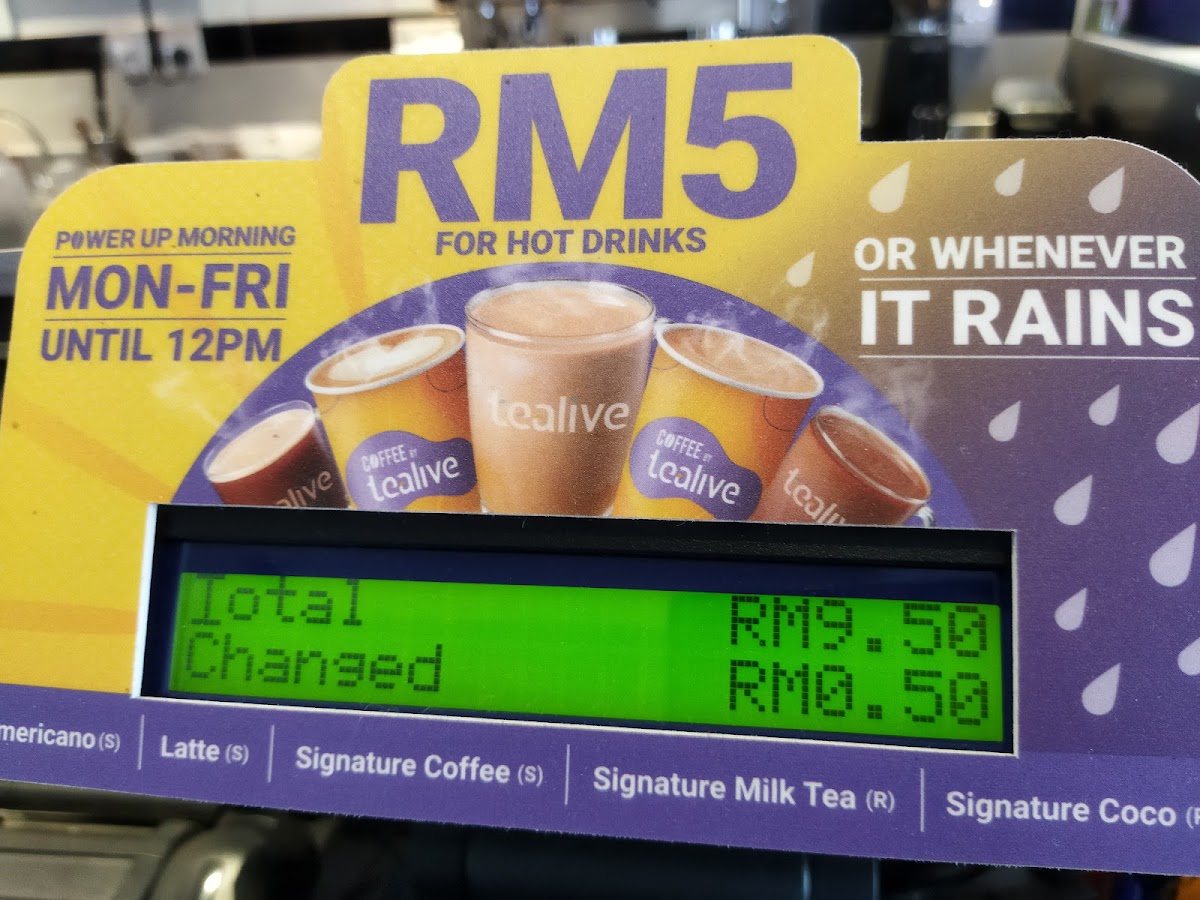 RM5
FOR HOT DRINKS
POWER UP MORNING
MON-FRI
UNTIL 12PM
OR WHENEVER
IT RAINS
tealive
COFFEE BY
tealive
COFFEE BY
tealive
Total RM9.50
Changed RM0.50
mericano (S)
Latte (S)
Signature Coffee (S)
Signature Milk Tea (R)
Signature Coco